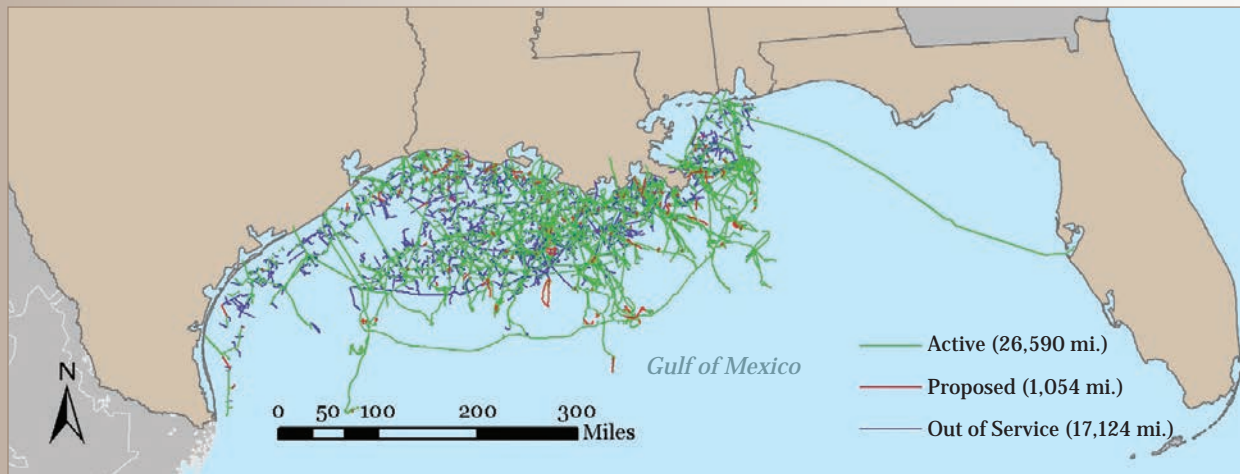 Gulf of Mexico
Active (26,590 mi.)
Proposed (1,054 mi.)
Out of Service (17,124 mi.)
N
0 50 100 200 300
Miles